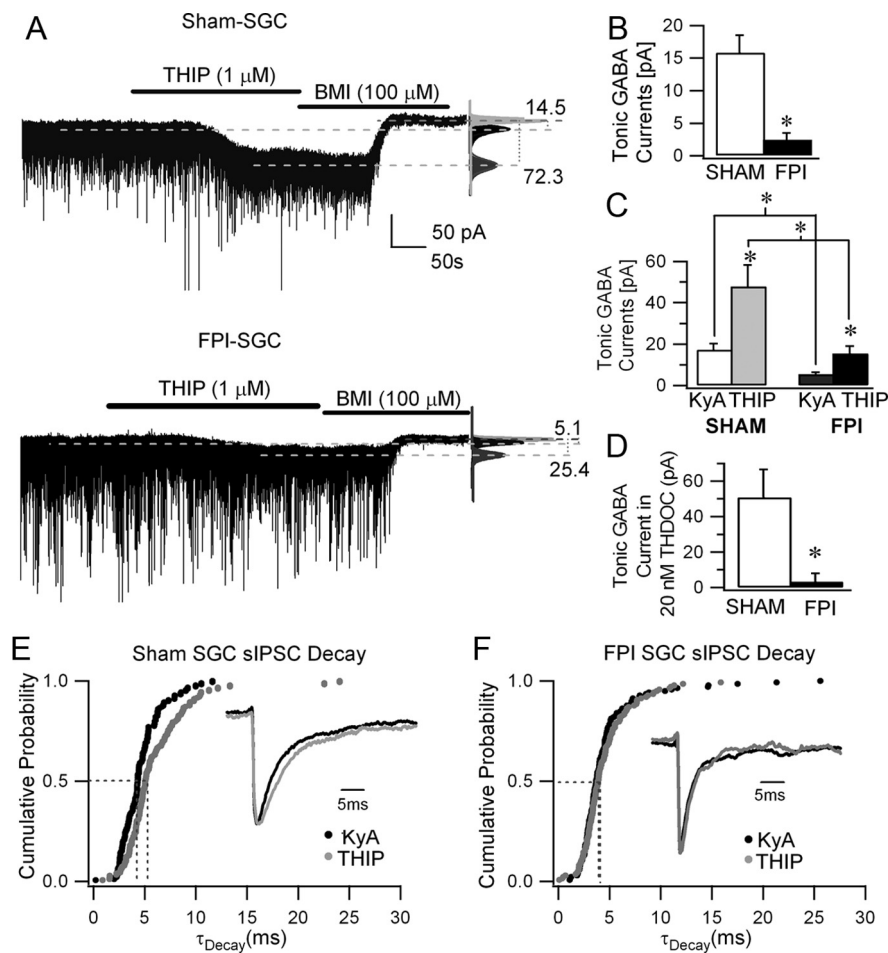 A
Sham-SGC
THIP (1 μM)
BMI (100 μM)
14.5
72.3
50 pA
50s
FPI-SGC
THIP (1 μM)
BMI (100 μM)
5.1
25.4
B
Tonic GABA
Currents [pA]
20
15
10
5
0
*
SHAM FPI
C
*
*
Tonic GABA
Currents [pA]
60
40
20
0
*
*
KyA THIP KyA THIP
SHAM FPI
D
Tonic GABA
Current in
20 nM THDOC (pA)
60
40
20
0
*
SHAM FPI
E
Sham SGC sIPSC Decay
Cumulative Probability
1.0
0.5
0.0
5ms
KyA
THIP
0 5 10 15 20 25 30
τDecay(ms)
F
FPI SGC sIPSC Decay
Cumulative Probability
1.0
0.5
0.0
5ms
KyA
THIP
0 5 10 15 20 25 30
τDecay(ms)